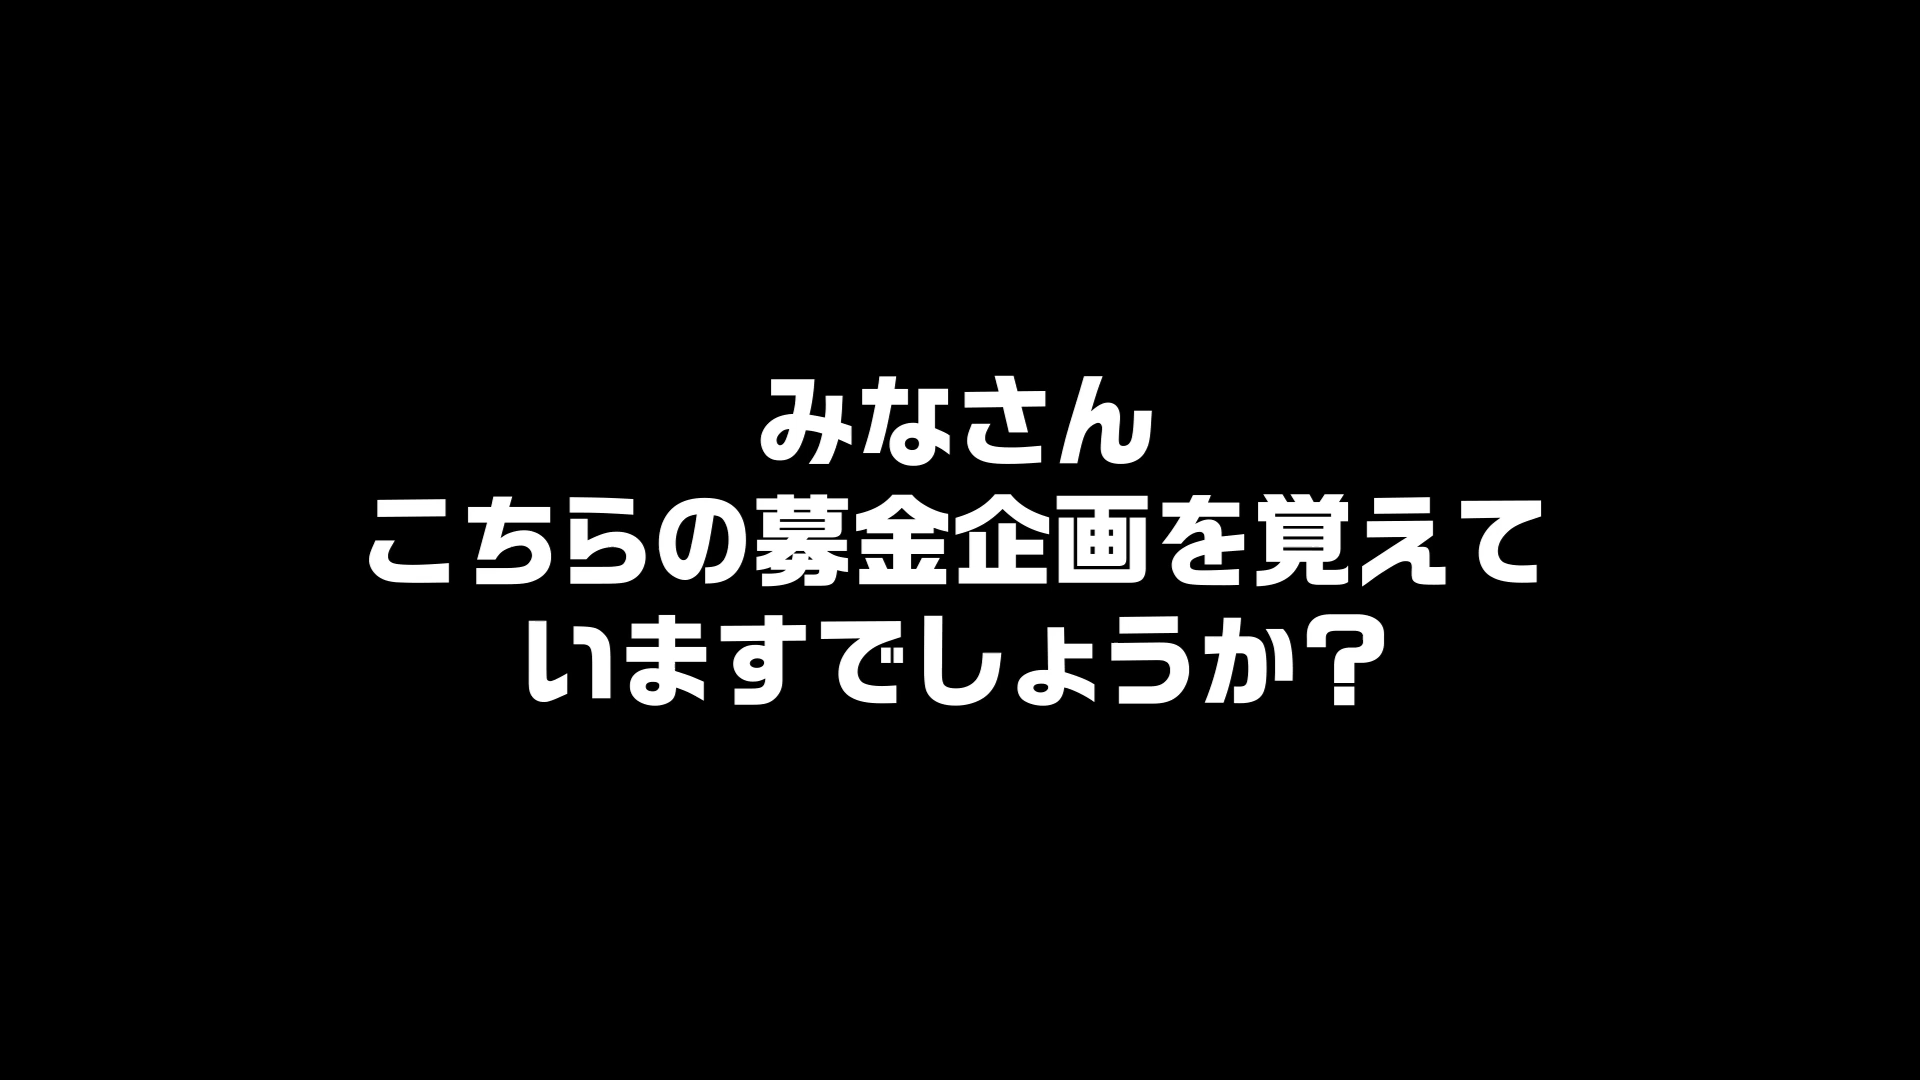 みなさん
こちらの募金企画を覚えて
いますでしょうか？